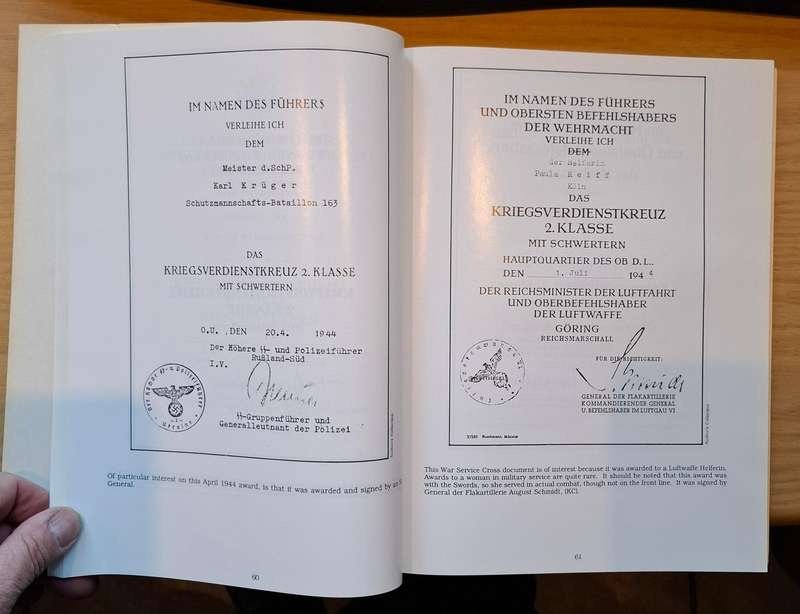 IM NAMEN DES FÜHRERS
VERLEIHE ICH
DEM
Meister d.SchP.
Karl Krüger
Schutzmannschafts-Bataillon 163
DAS
KRIEGSVERDIENSTKREUZ 2. KLASSE
MIT SCHWERTERN
O.U. ,DEN 20.4. 1944
Der Höhere ᛋᛋ- und Polizeiführer
Rußland-Süd
I.V.
ᛋᛋ-Gruppenführer und
Generalleutnant der Polizei
Of particular interest on this April 1944 award, is that it was awarded and signed by an
General.
60
IM NAMEN DES FÜHRERS
UND OBERSTEN BEFEHLSHABERS
DER WEHRMACHT
VERLEIHE ICH
DEM
der Helferin
Paula Reiff
Köln
DAS
KRIEGSVERDIENSTKREUZ
2. KLASSE
MIT SCHWERTERN
HAUPTQUARTIER DES OB D.L..
DEN 1. Juli 1944
DER REICHSMINISTER DER LUFTFAHRT
UND OBERBEFEHLSHABER
DER LUFTWAFFE
GÖRING
REICHSMARSCHALL
FÜR DIE RICHTIGKEIT:
GENERAL DER FLAKARTILLERIE
KOMMANDIERENDER GENERAL
U. BEFEHLSHABER IM LUFTGAU VI
Author's Collection
This War Service Cross document is of interest because it was awarded to a Luftwaffe Helferin.
Awards to a woman in military service are quite rare. It should be noted that this award was
with the Swords, so she served in actual combat, though not on the front line. It was signed by
General der Flakartillerie August Schmidt, (KC).
61